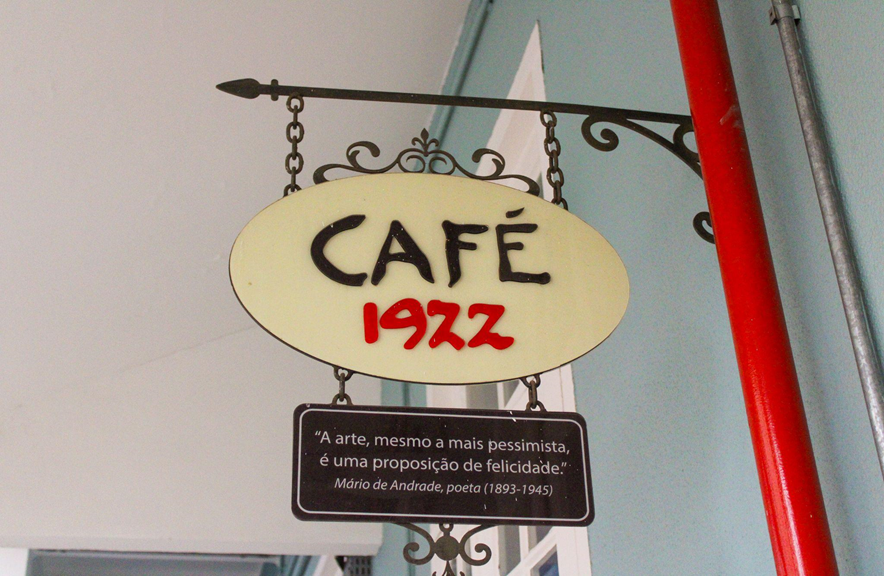 CAFÉ
1922
“A arte, mesmo a mais pessimista,
é uma proposição de felicidade.”
Mário de Andrade, poeta (1893-1945)